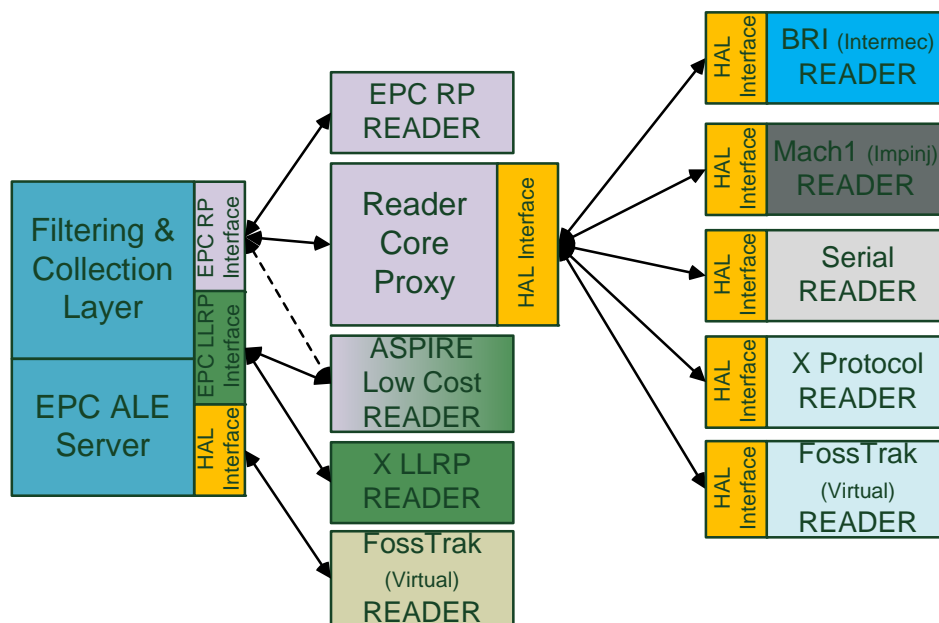 Filtering &
Collection
Layer
EPC ALE
Server
EPC RP
Interface
EPC LLRP
Interface
HAL
Interface
EPC RP
READER
Reader
Core
Proxy
HAL Interface
ASPIRE
Low Cost
READER
X LLRP
READER
FossTrak
(Virtual)
READER
HAL
Interface
BRI (Intermec)
READER
HAL
Interface
Mach1 (Impinj)
READER
HAL
Interface
Serial
READER
HAL
Interface
X Protocol
READER
HAL
Interface
FossTrak
(Virtual)
READER